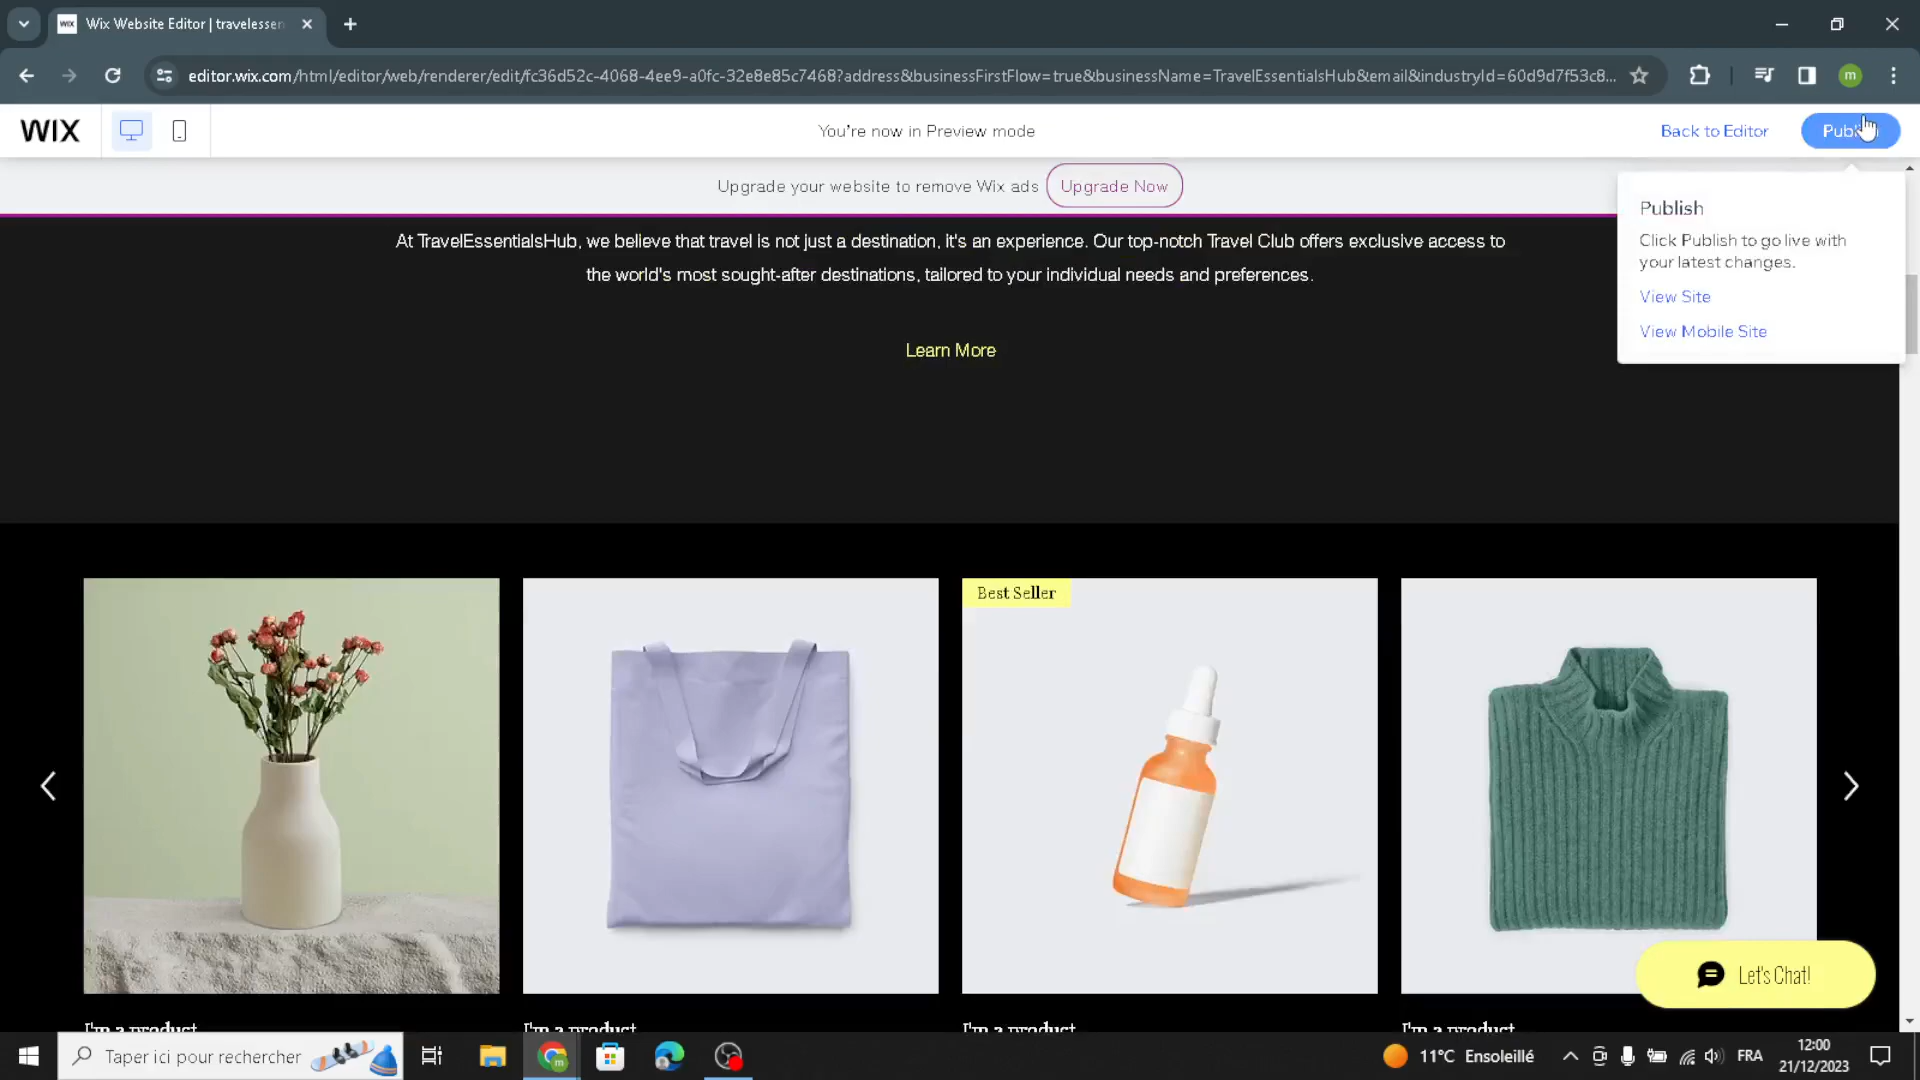 WIX Wix Website Editor | travelessen
editor.wix.com/html/editor/web/renderer/edit/fc36d52c-4068-4ee9-a0fc-32e8e85c7468?address&businessFirstFlow=true&businessName=TravelEssentialsHub&email&industryId=60d9d7f53c8...
m
WIX
You're now in Preview mode
Back to Editor
Upgrade your website to remove Wix ads
Upgrade Now
Publish
Click Publish to go live with
your latest changes.
View Site
View Mobile Site
At TravelEssentialsHub, we believe that travel is not just a destination, it's an experience. Our top-notch Travel Club offers exclusive access to
the world's most sought-after destinations, tailored to your individual needs and preferences.
Learn More
Best Seller
Let's Chat!
I'm a product
I'm a product
I'm a product
I'm a product
Taper ici pour rechercher
11°C Ensoleillé
FRA
12:00
21/12/2023